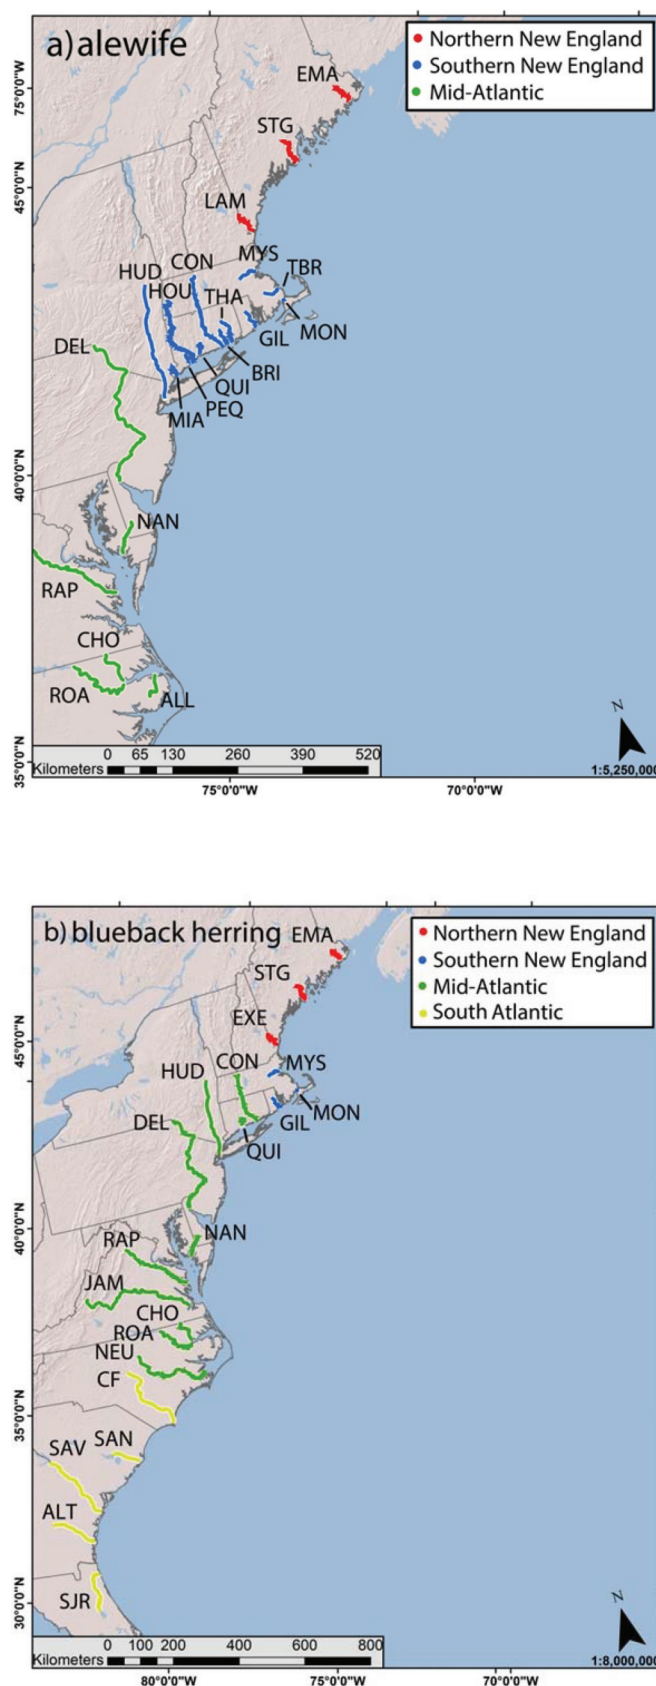 a) alewife
Northern New England
Southern New England
Mid-Atlantic
EMA
75°0'0"W
STG
45°0'0"N
LAM
MYS
CON
TBR
HUD
HOU
THA
MON
GIL
DEL
BRI
QUI
PEQ
MIA
40°0'0"N
NAN
RAP
CHO
ROA
ALL
N
0 65 130 260 390 520
Kilometers
1:5,250,000
35°0'0"N
75°0'0"W
70°0'0"W
b) blueback herring
Northern New England
Southern New England
Mid-Atlantic
South Atlantic
EMA
STG
EXE
45°0'0"N
CON
MYS
HUD
MON
DEL
GIL
QUI
40°0'0"N
NAN
RAP
JAM
CHO
ROA
NEU
CF
35°0'0"N
SAN
SAV
ALT
SJR
30°0'0"N
N
0 100 200 400 600 800
Kilometers
1:8,000,000
80°0'0"W
75°0'0"W
70°0'0"W